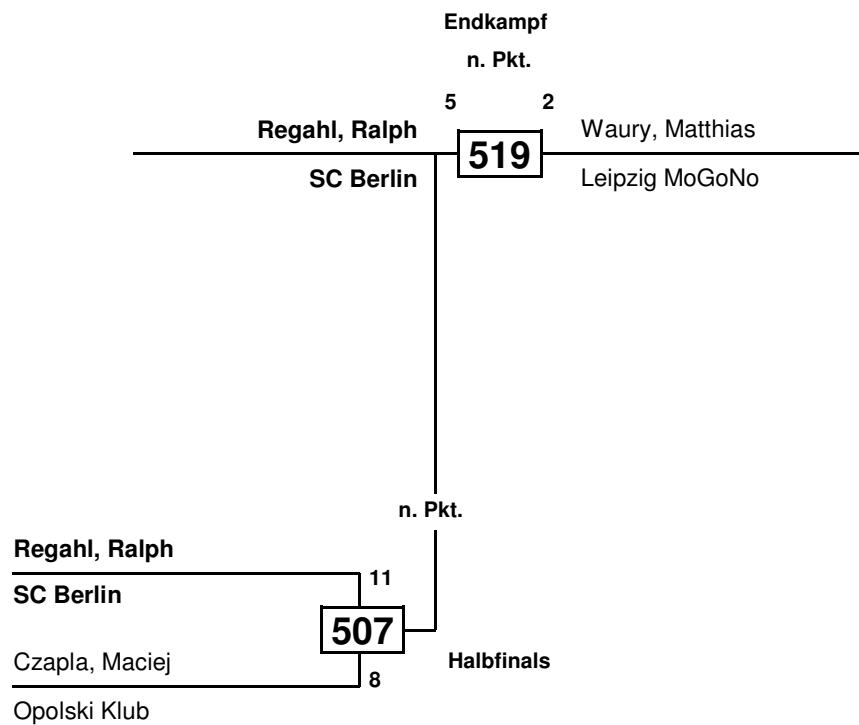 Endkampf
n. Pkt.
5 2
Regahl, Ralph 519 Waury, Matthias
SC Berlin Leipzig MoGoNo
n. Pkt.
Regahl, Ralph
11
SC Berlin
507
Czapla, Maciej Halbfinals
8
Opolski Klub